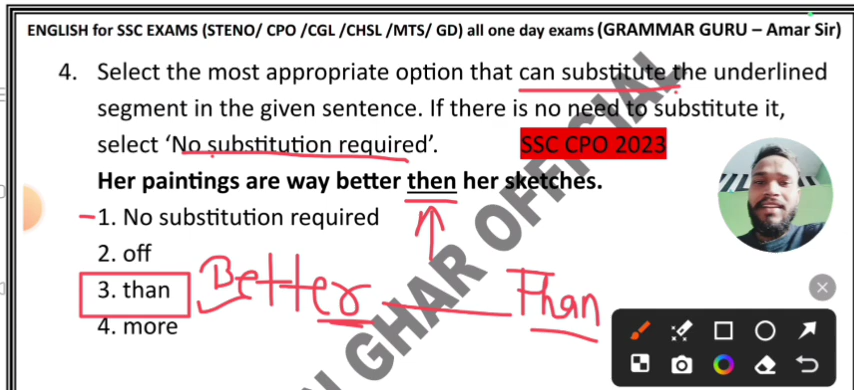 ENGLISH for SSC EXAMS (STENO/ CPO /CGL /CHSL /MTS/ GD) all one day exams (GRAMMAR GURU – Amar Sir)
4. Select the most appropriate option that can substitute the underlined
segment in the given sentence. If there is no need to substitute it,
select ‘No substitution required’.
SSC CPO 2023
Her paintings are way better then her sketches.
1. No substitution required
2. off
3. than
4. more
Better Than
GHAR OFFICIAL